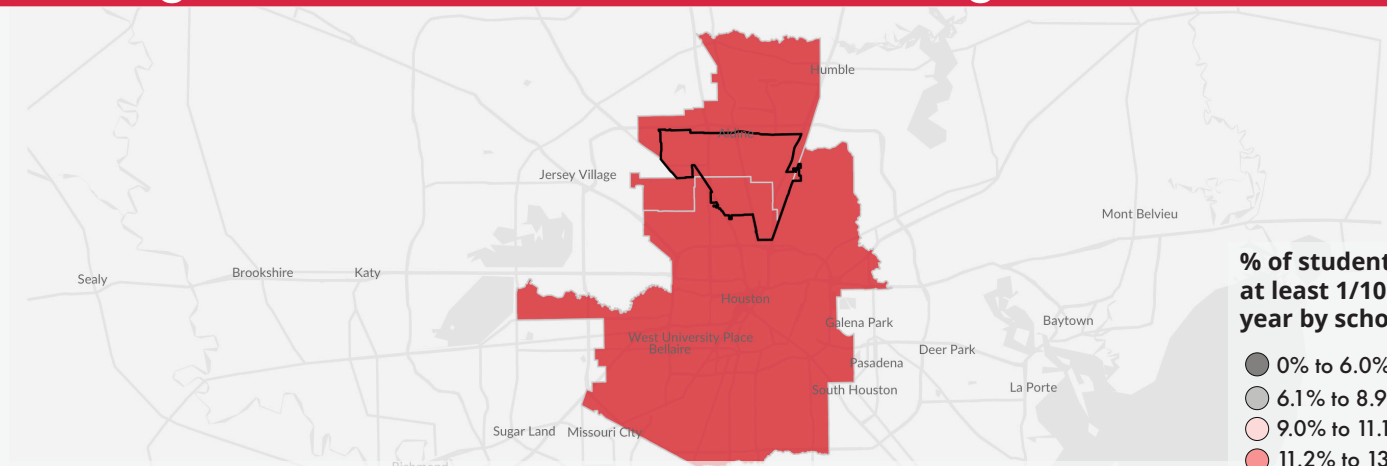 Humble
Aldine
Jersey Village
Mont Belvieu
Sealy
Brookshire
Katy
% of student
at least 1/10
year by scho
Houston
Galena Park
Baytown
West University Place
Bellaire
Deer Park
Pasadena
0% to 6.0%
La Porte
South Houston
6.1% to 8.9
Sugar Land
Missouri City
9.0% to 11.1
11.2% to 13
Richmond